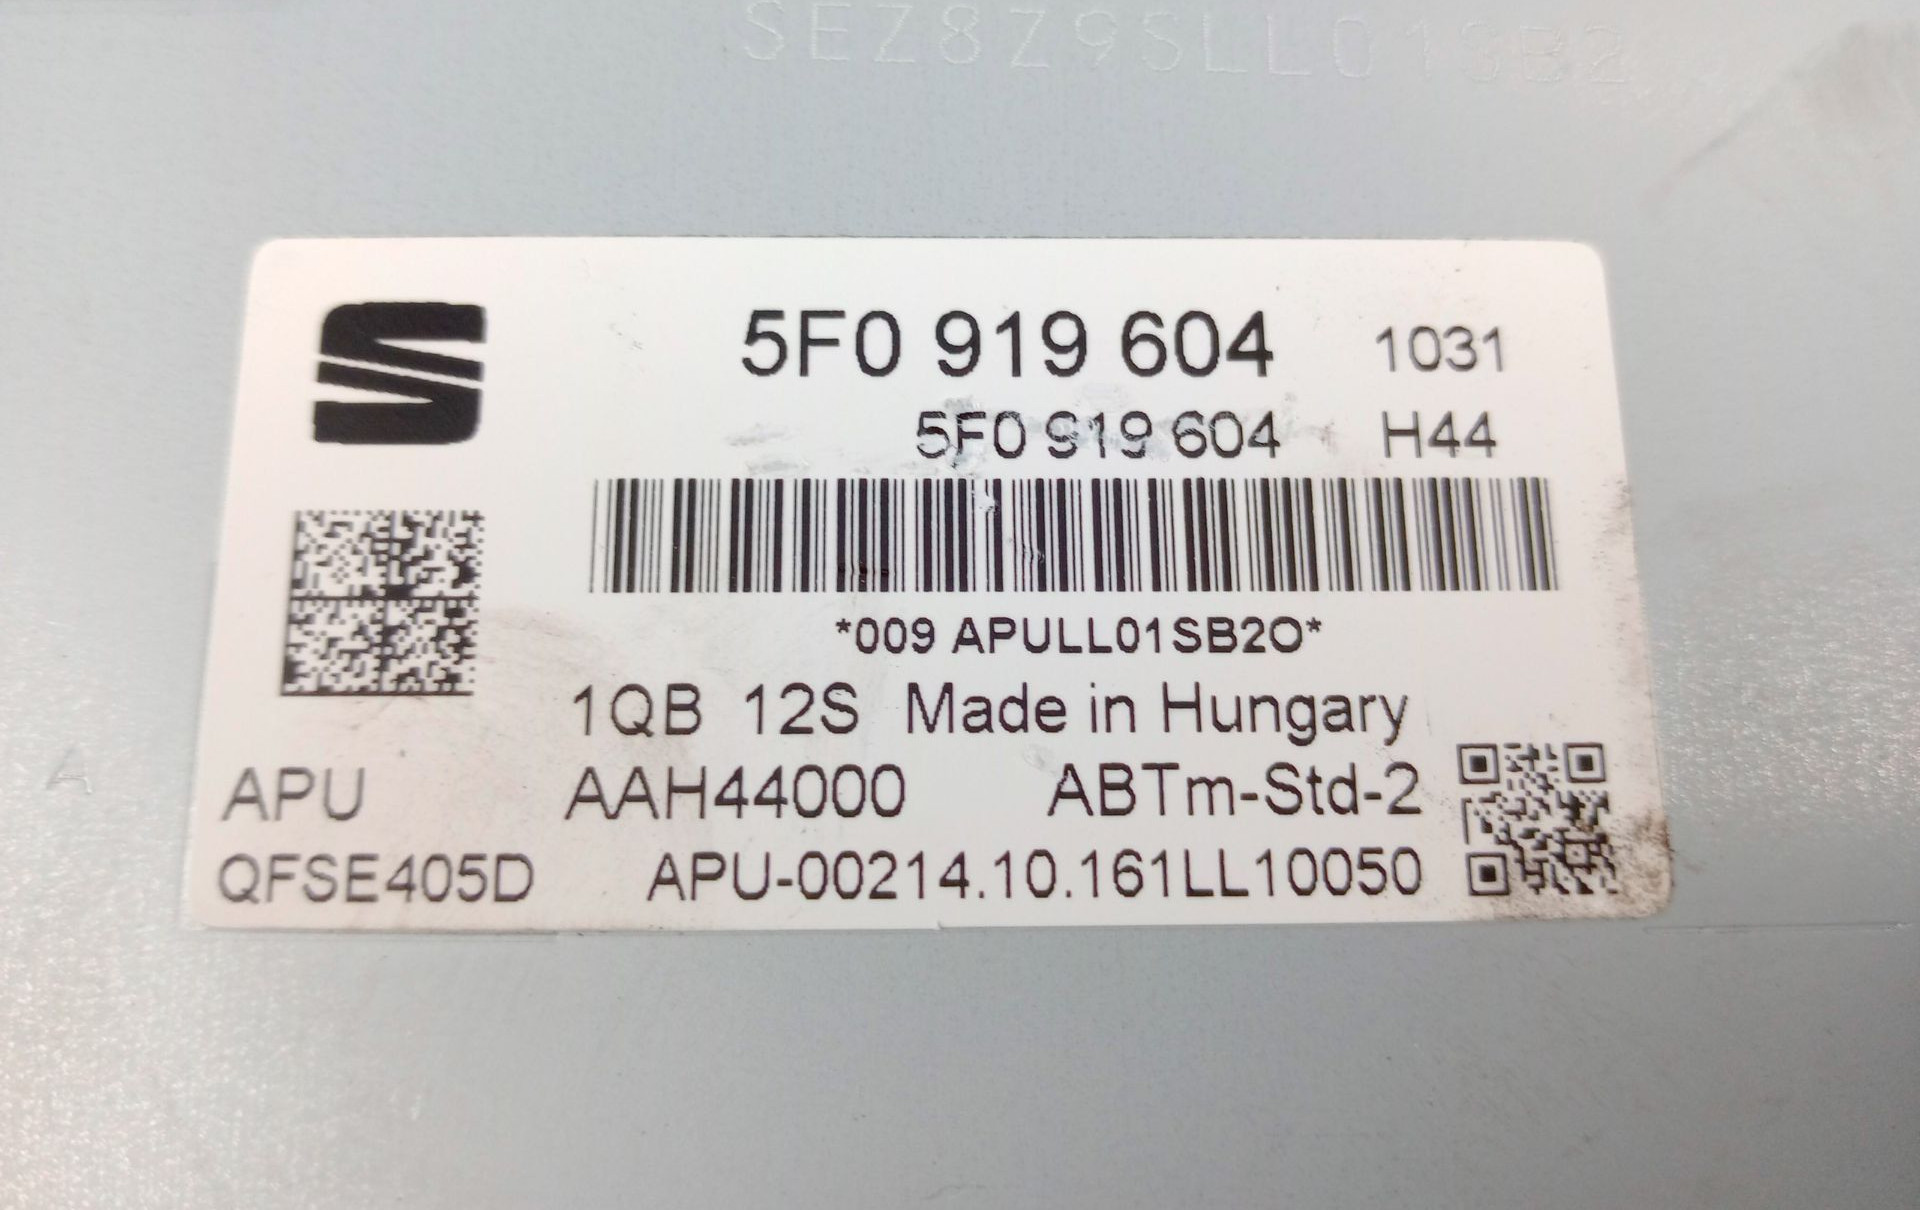 SEZ8Z9SLL013B2
5F0 919 604 1031
5F0 919 604 H44
*009 APULL01SB2O*
1QB 12S Made in Hungary
APU AAH44000 ABTm-Std-2
QFSE405D APU-00214.10.161LL10050
A